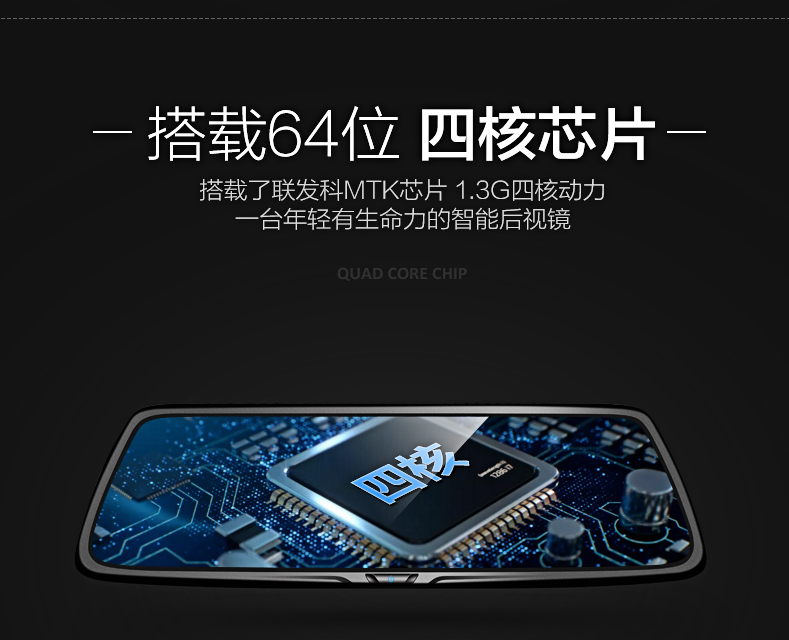 搭载64位 四核芯片
搭载了联发科MTK芯片 1.3G四核动力
一台年轻有生命力的智能后视镜
QUAD CORE CHIP
四核